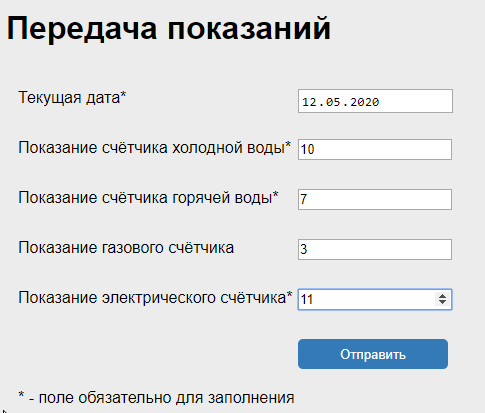 Передача показаний
Текущая дата* 12.05.2020
Показание счётчика холодной воды* 10
Показание счётчика горячей воды* 7
Показание газового счётчика 3
Показание электрического счётчика* 11
Отправить
* - поле обязательно для заполнения